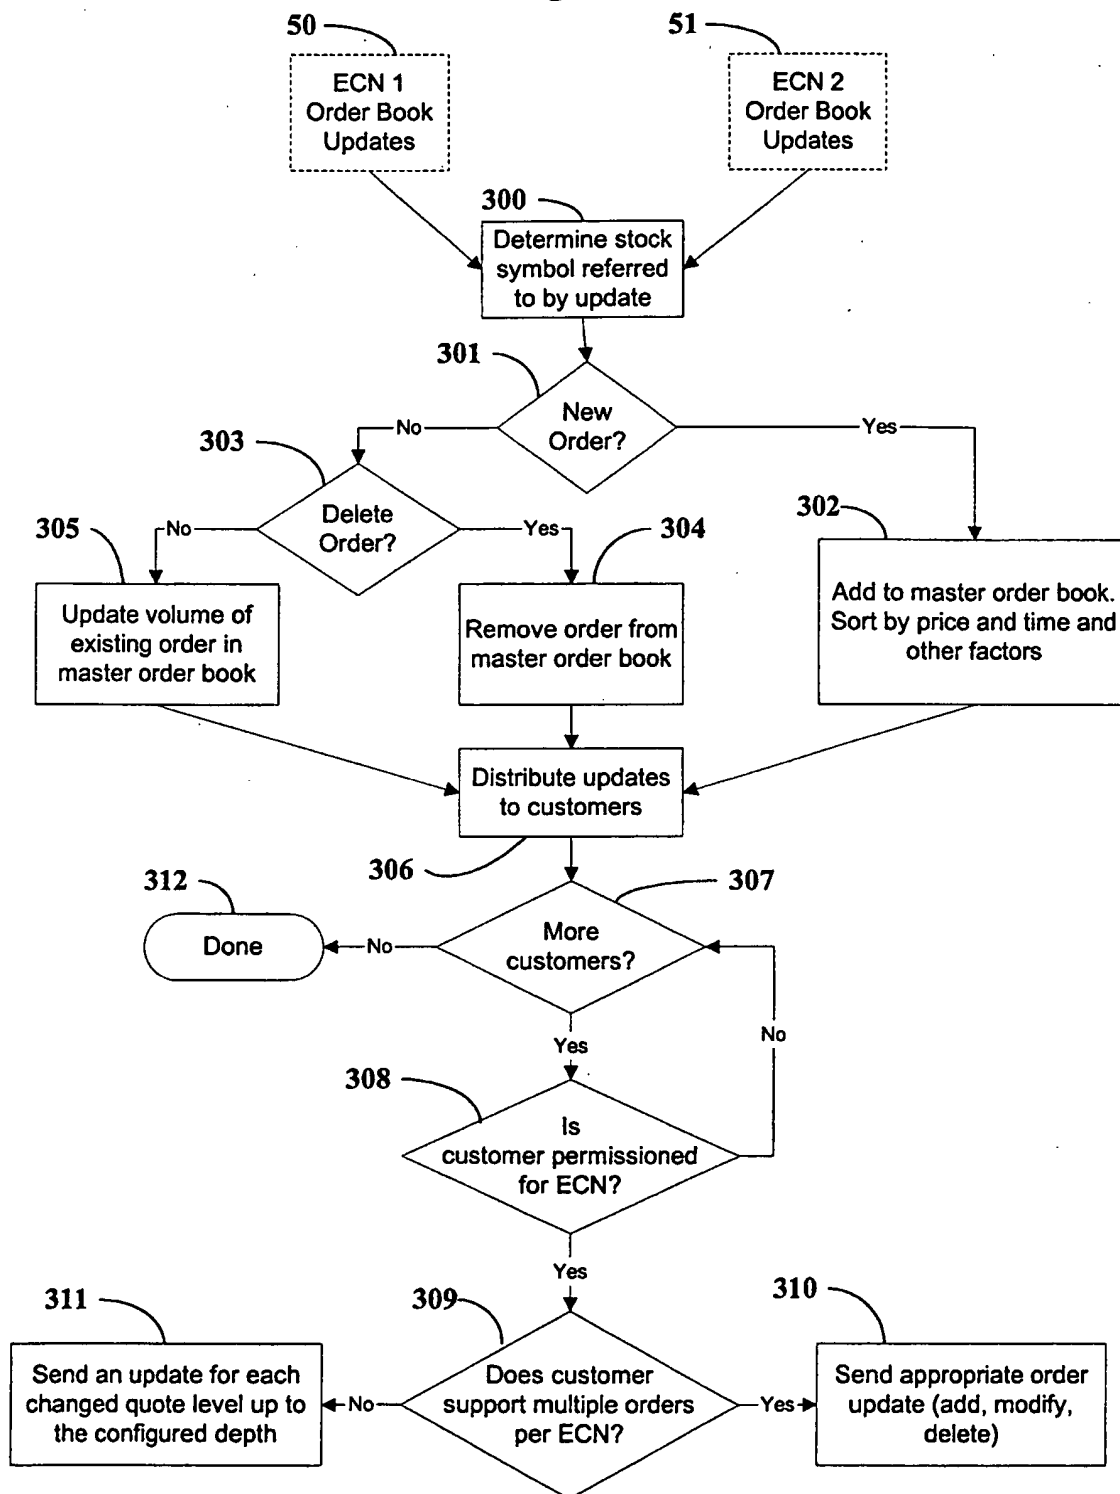 50
51
ECN 1
Order Book
Updates
ECN 2
Order Book
Updates
300
Determine stock
symbol referred
to by update
301
New
Order?
No
Yes
303
Delete
Order?
No
Yes
305
304
302
Update volume of
existing order in
master order book
Remove order from
master order book
Add to master order book.
Sort by price and time and
other factors
Distribute updates
to customers
306
307
312
More
customers?
No
Done
Yes
No
308
Is
customer permissioned
for ECN?
Yes
311
309
310
Send an update for each
changed quote level up to
the configured depth
No
Does customer
support multiple orders
per ECN?
Yes
Send appropriate order
update (add, modify,
delete)